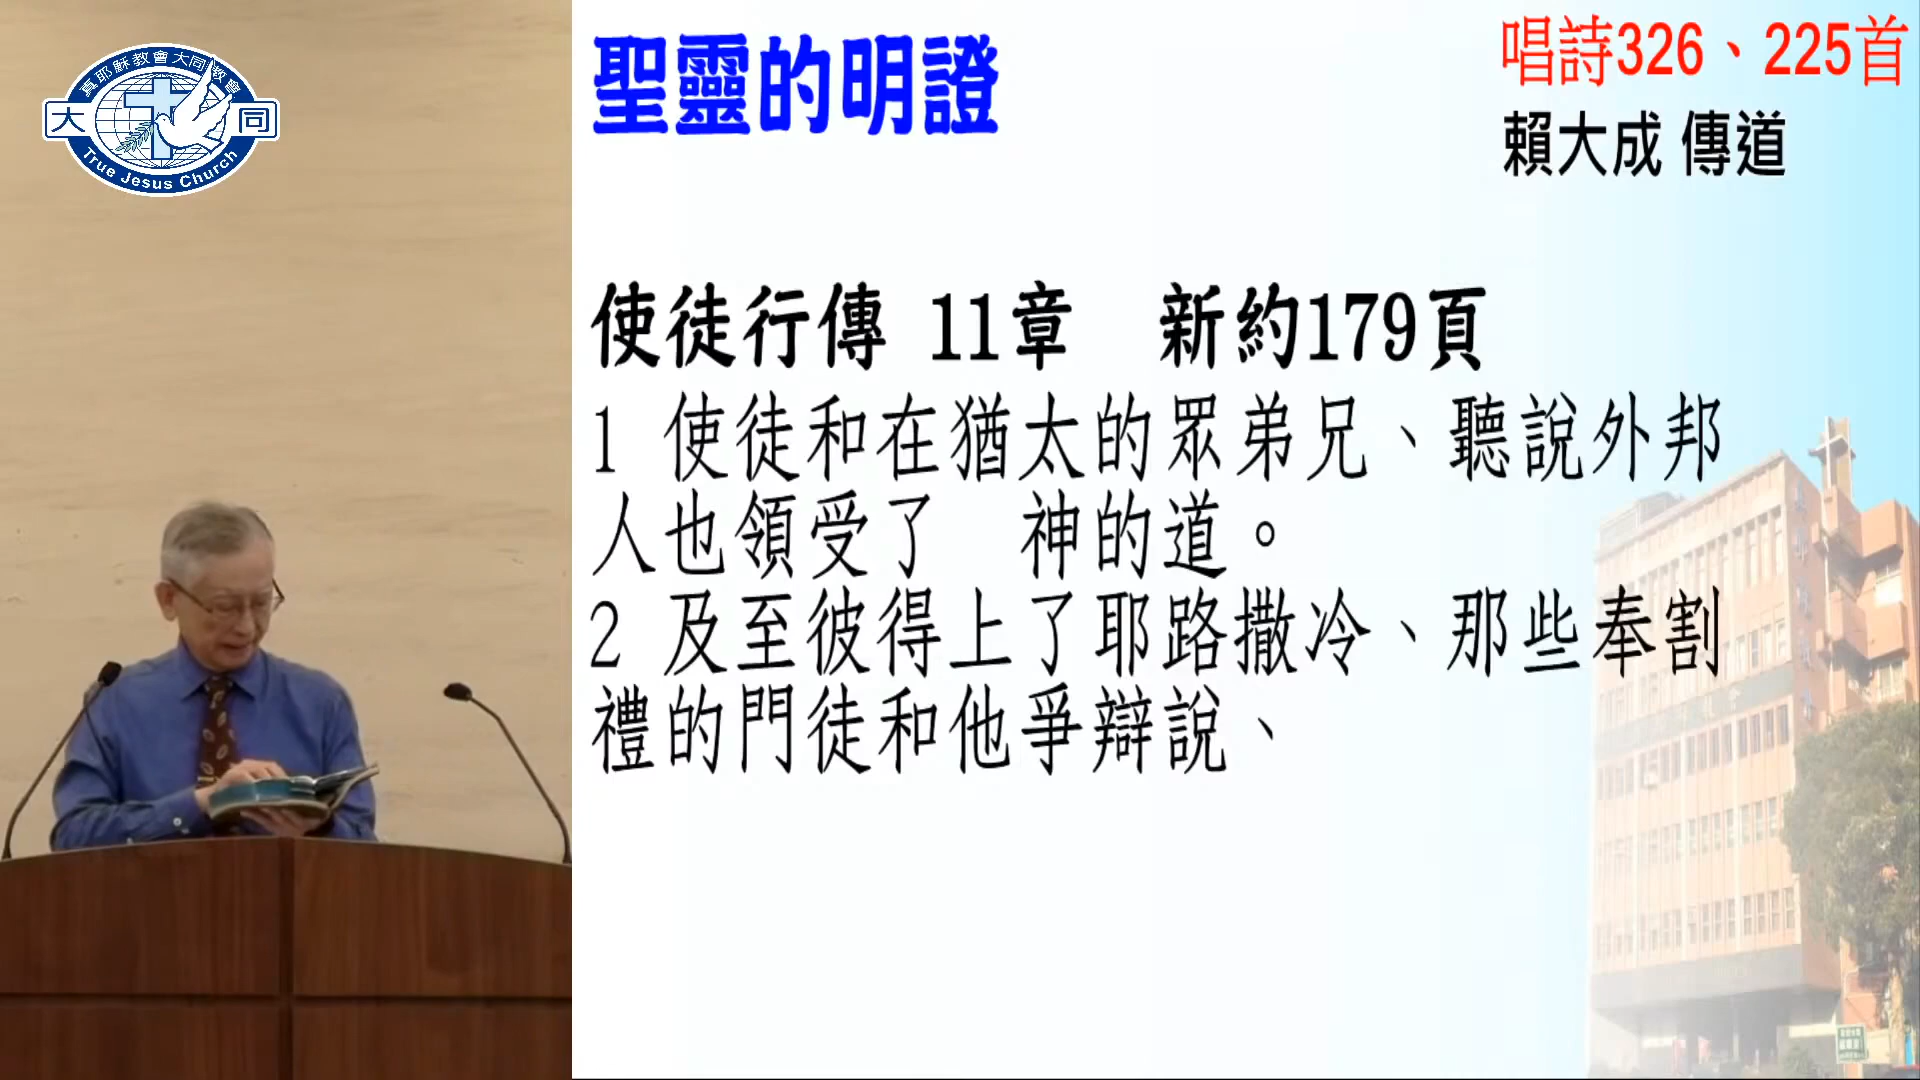 真耶穌教會大同教會
大同
True Jesus Church
聖靈的明證
唱詩326、225首
賴大成 傳道
使徒行傳 11章 新約179頁
1 使徒和在猶太的眾弟兄、聽說外邦
人也領受了 神的道。
2 及至彼得上了耶路撒冷、那些奉割
禮的門徒和他爭辯說、